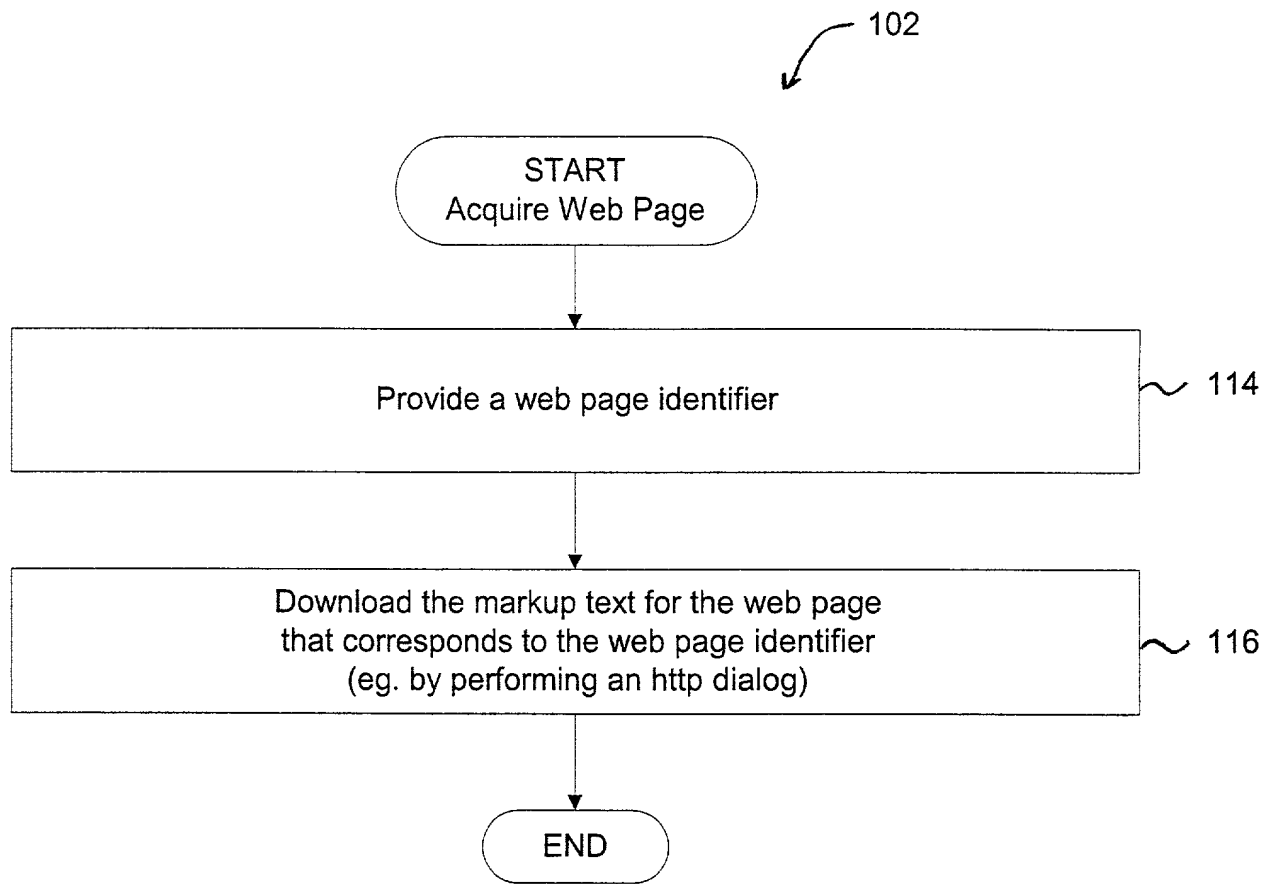 102
START
Acquire Web Page
Provide a web page identifier
114
Download the markup text for the web page
that corresponds to the web page identifier
(eg. by performing an http dialog)
116
END